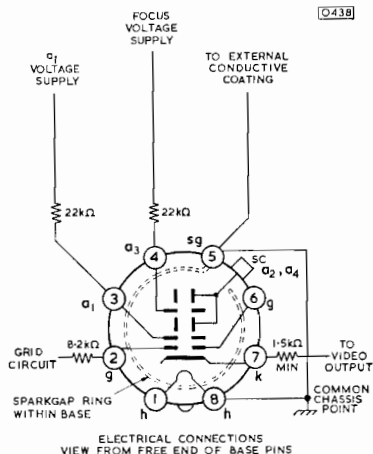 O438
FOCUS
VOLTAGE
SUPPLY
a1
VOLTAGE
SUPPLY
TO EXTERNAL
CONDUCTIVE
COATING
22kΩ
22kΩ
a3
sg
4
5
SC
a2, a4
3
a1
6
g
8·2kΩ
GRID
CIRCUIT
2
g
7
k
1·5kΩ
MIN
TO
VIDEO
OUTPUT
SPARKGAP RING
WITHIN BASE
1
h
8
h
COMMON
CHASSIS
POINT
ELECTRICAL CONNECTIONS
VIEW FROM FREE END OF BASE PINS